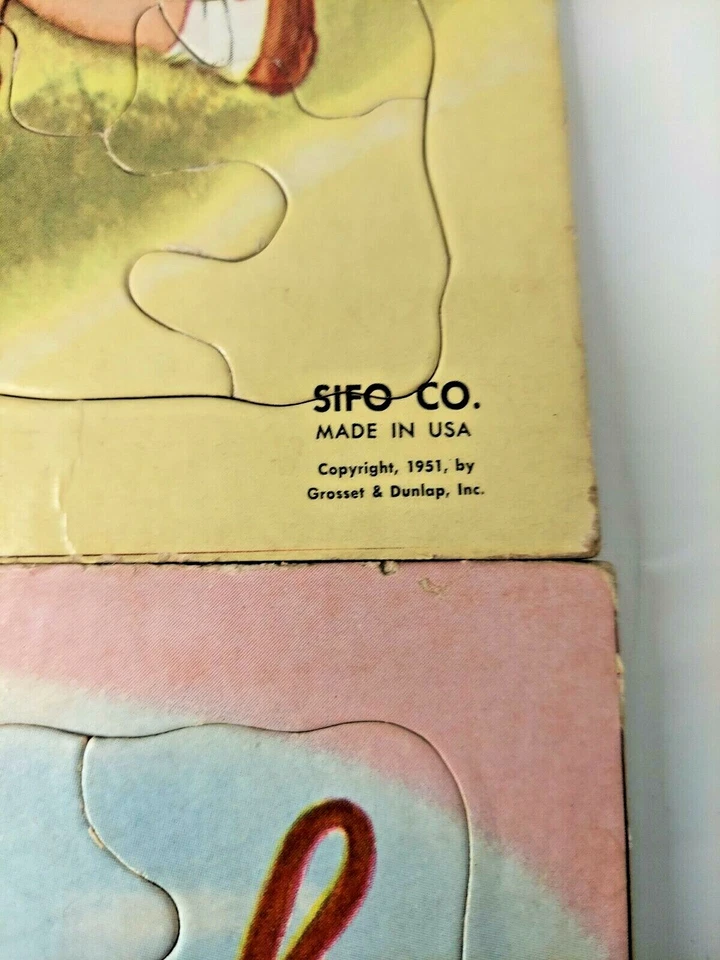 SIFO CO.
MADE IN USA
Copyright, 1951, by
Grosset & Dunlap, Inc.